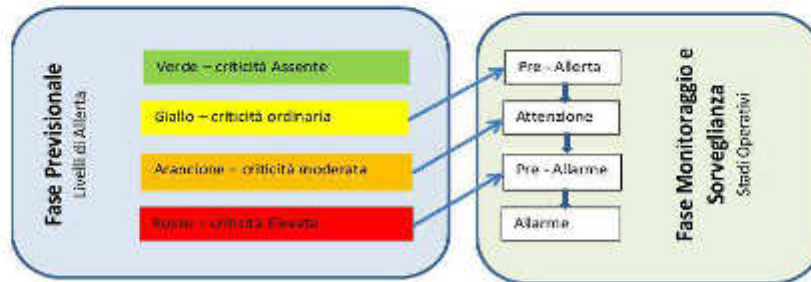 Fase Previsionale
Livelli di Allerta
Verde – criticità Assente
Giallo – criticità ordinaria
Arancione – criticità moderata
Rosso – criticità Elevata
Pre - Allerta
Attenzione
Pre - Allarme
Allarme
Fase Monitoraggio e
Sorveglianza
Stadi Operativi